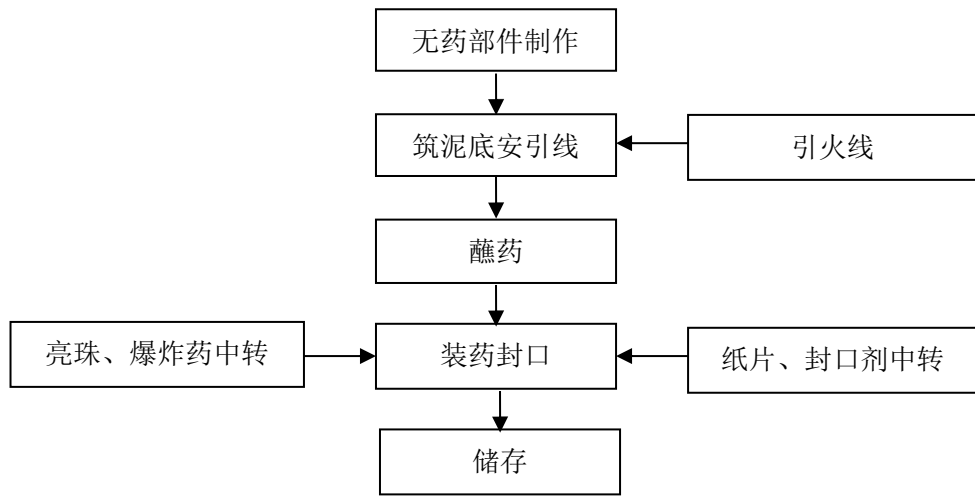 无药部件制作
筑泥底安引线
引火线
蘸药
亮珠、爆炸药中转
装药封口
纸片、封口剂中转
储存